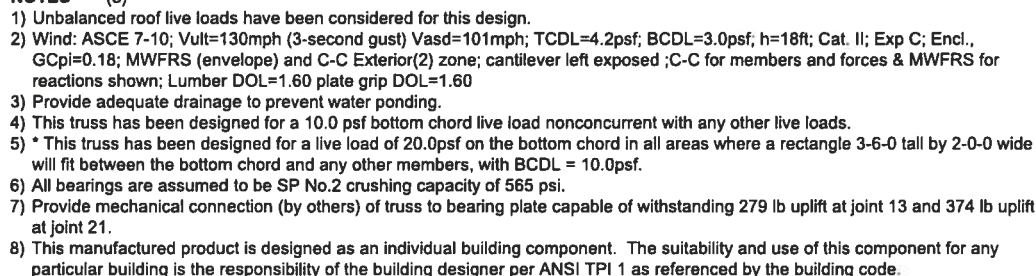 1) Unbalanced roof live loads have been considered for this design.
2) Wind: ASCE 7-10; Vult=130mph (3-second gust) Vasd=101mph; TCDL=4.2psf; BCDL=3.0psf; h=18ft; Cat. II; Exp C; Encl.,
GCpi=0.18; MWFRS (envelope) and C-C Exterior(2) zone; cantilever left exposed ;C-C for members and forces & MWFRS for
reactions shown; Lumber DOL=1.60 plate grip DOL=1.60
3) Provide adequate drainage to prevent water ponding.
4) This truss has been designed for a 10.0 psf bottom chord live load nonconcurrent with any other live loads.
5) * This truss has been designed for a live load of 20.0psf on the bottom chord in all areas where a rectangle 3-6-0 tall by 2-0-0 wide
will fit between the bottom chord and any other members, with BCDL = 10.0psf.
6) All bearings are assumed to be SP No.2 crushing capacity of 565 psi.
7) Provide mechanical connection (by others) of truss to bearing plate capable of withstanding 279 lb uplift at joint 13 and 374 lb uplift
at joint 21.
8) This manufactured product is designed as an individual building component.  The suitability and use of this component for any
particular building is the responsibility of the building designer per ANSI TPI 1 as referenced by the building code.